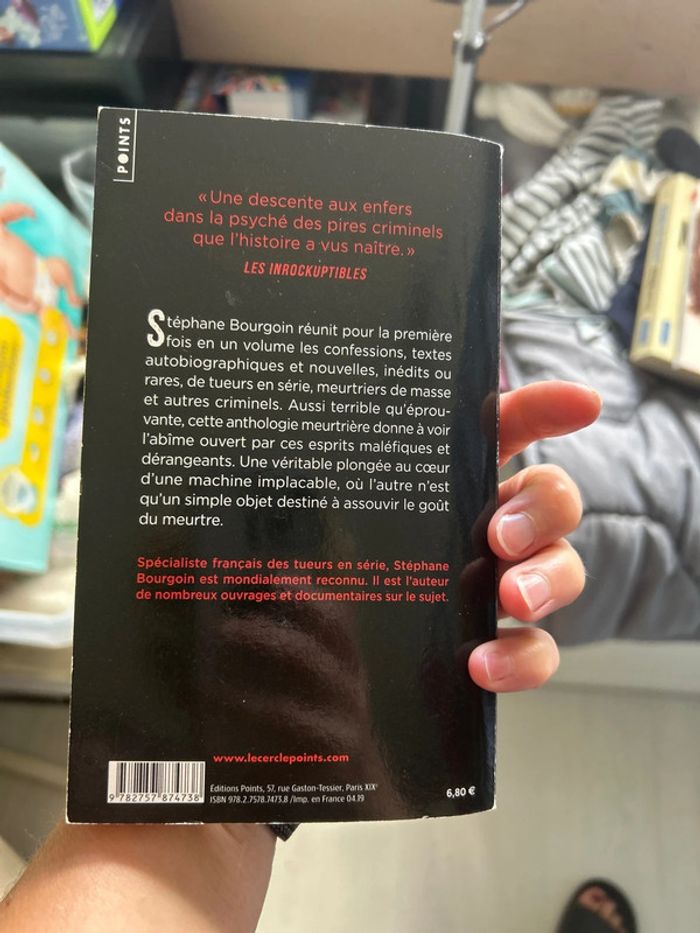 POINTS
« Une descente aux enfers
dans la psyché des pires criminels
que l'histoire a vus naître. »
LES INROCKUPTIBLES
Stéphane Bourgoin réunit pour la première
fois en un volume les confessions, textes
autobiographiques et nouvelles, inédits ou
rares, de tueurs en série, meurtriers de masse
et autres criminels. Aussi terrible qu'éprou-
vante, cette anthologie meurtrière donne à voir
l'abîme ouvert par ces esprits maléfiques et
dérangeants. Une véritable plongée au cœur
d'une machine implacable, où l'autre n'est
qu'un simple objet destiné à assouvir le goût
du meurtre.
Spécialiste français des tueurs en série, Stéphane
Bourgoin est mondialement reconnu. Il est l'auteur
de nombreux ouvrages et documentaires sur le sujet.
www.lecerclepoints.com
Éditions Points, 57, rue Gaston-Tessier, Paris XIXe
ISBN 978.2.7578.7473.8 /Imp. en France 04.19
6,80 €
9 782757 874738